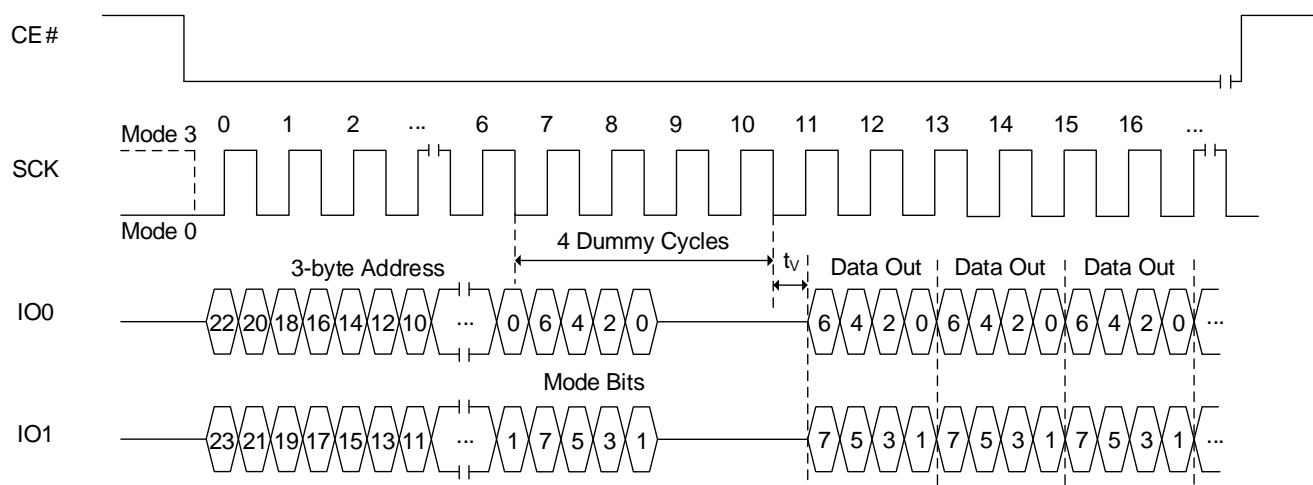 CE#
0 1 2 ... 6 7 8 9 10 11 12 13 14 15 16 ...
Mode 3
SCK
Mode 0
4 Dummy Cycles
tV
3-byte Address
Data Out Data Out Data Out
IO0
22 20 18 16 14 12 10 ... 0 6 4 2 0 6 4 2 0 6 4 2 0 6 4 2 0 ...
Mode Bits
IO1
23 21 19 17 15 13 11 ... 1 7 5 3 1 7 5 3 1 7 5 3 1 7 5 3 1 ...